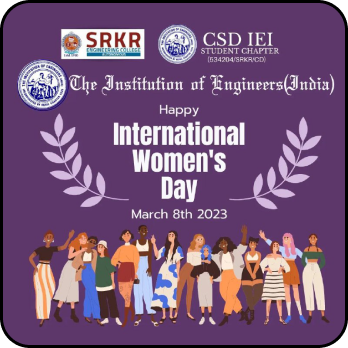 SRKR
ENGINEERING COLLEGE
CSD IEI
STUDENT CHAPTER
(534204/SRKR/CD)
The Institution of Engineers(India)
Happy
International
Women's
Day
March 8th 2023